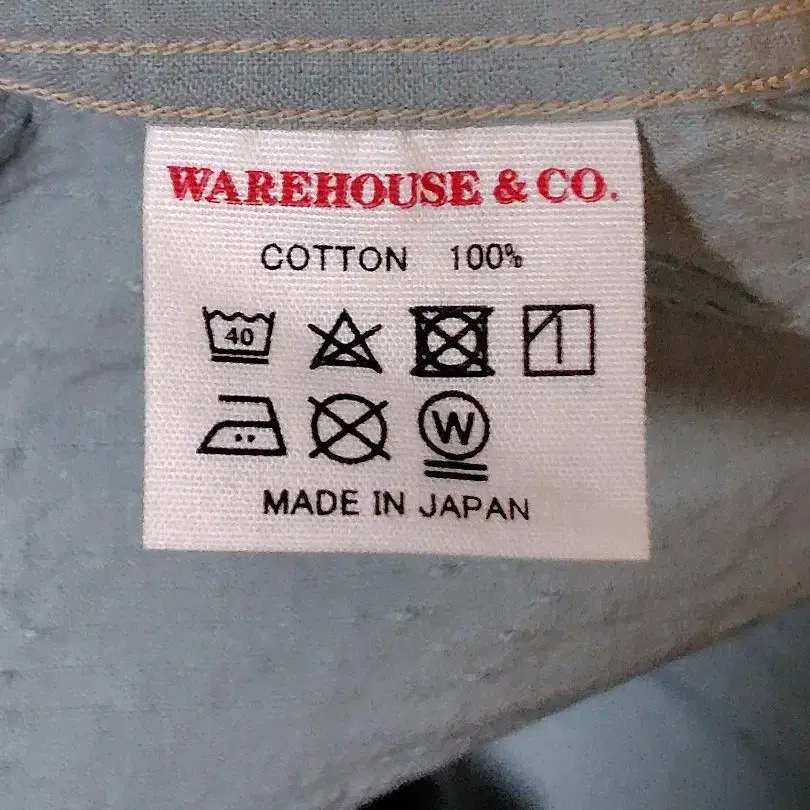 WAREHOUSE & CO.
COTTON 100%
40
W
MADE IN JAPAN